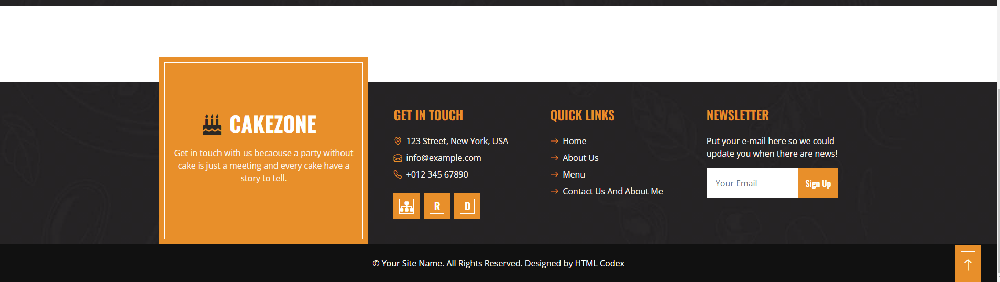 CAKEZONE
Get in touch with us becaouse a party without
cake is just a meeting and every cake have a
story to tell.
GET IN TOUCH
123 Street, New York, USA
info@example.com
+012 345 67890
R
D
QUICK LINKS
Home
About Us
Menu
Contact Us And About Me
NEWSLETTER
Put your e-mail here so we could
update you when there are news!
Your Email
Sign Up
© Your Site Name. All Rights Reserved. Designed by HTML Codex